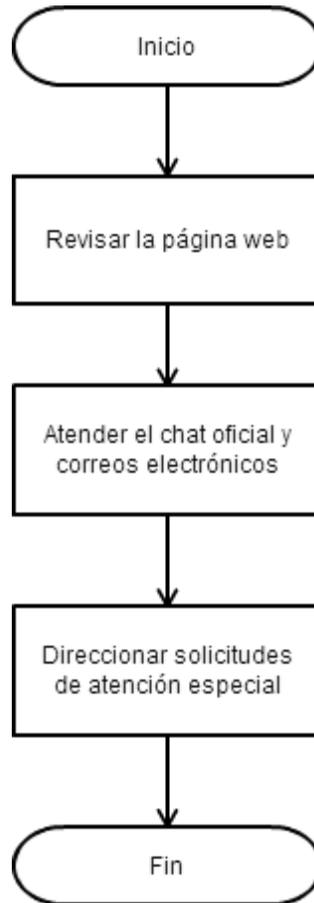 Inicio
Revisar la página web
Atender el chat oficial y
correos electrónicos
Direccionar solicitudes
de atención especial
Fin